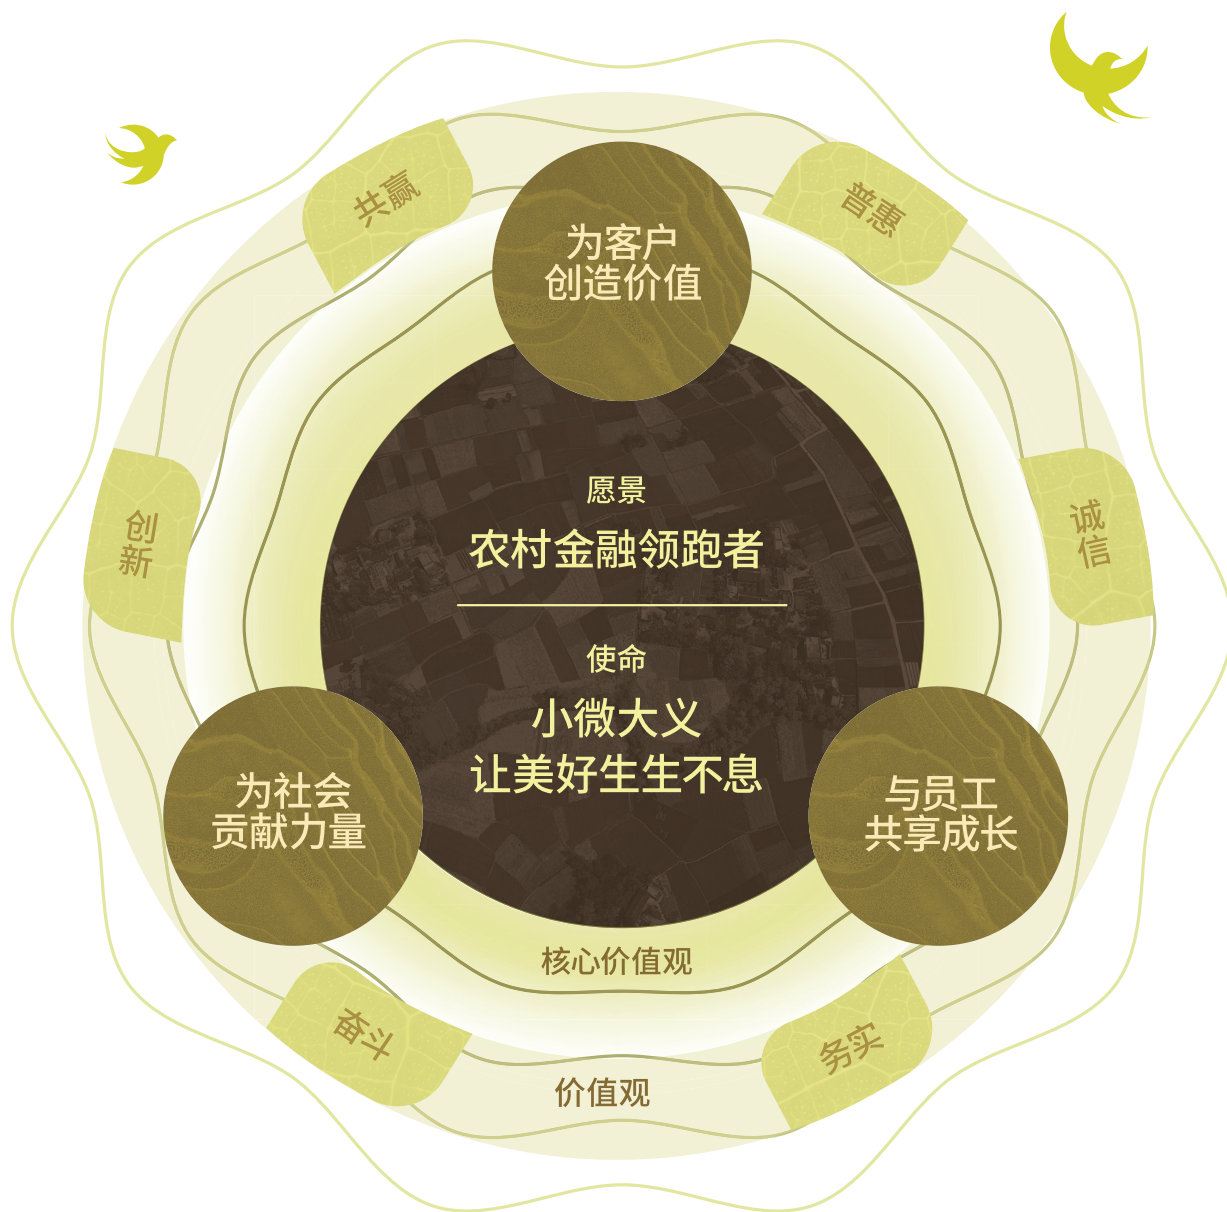 共赢
普惠
为客户
创造价值
愿景
农村金融领跑者
创
新
诚
信
使命
小微大义
让美好生生不息
为社会
贡献力量
与员工
共享成长
核心价值观
奋斗
务实
价值观